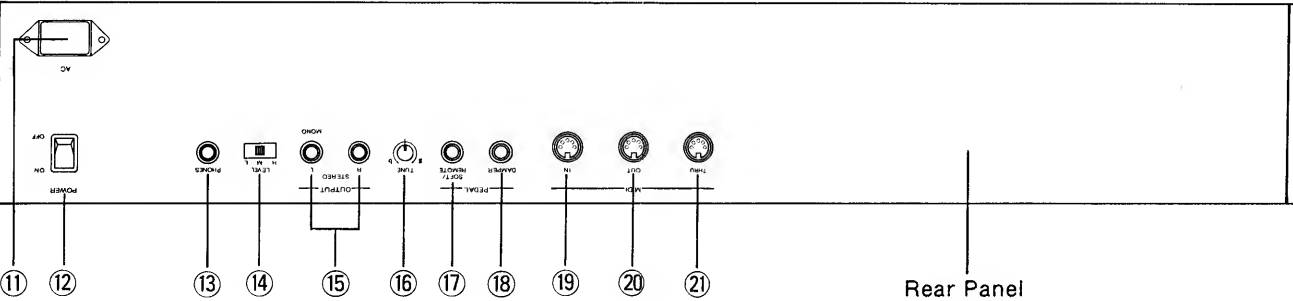 AC
OFF
ON
POWER
PHONES
L M H
LEVEL
MONO
L R
STEREO
OUTPUT
b #
TUNE
SOFT/
REMOTE
DAMPER
PEDAL
IN
OUT
THRU
MIDI
⑪ ⑫ ⑬ ⑭ ⑮ ⑯ ⑰ ⑱ ⑲ ⑳ ㉑
Rear Panel